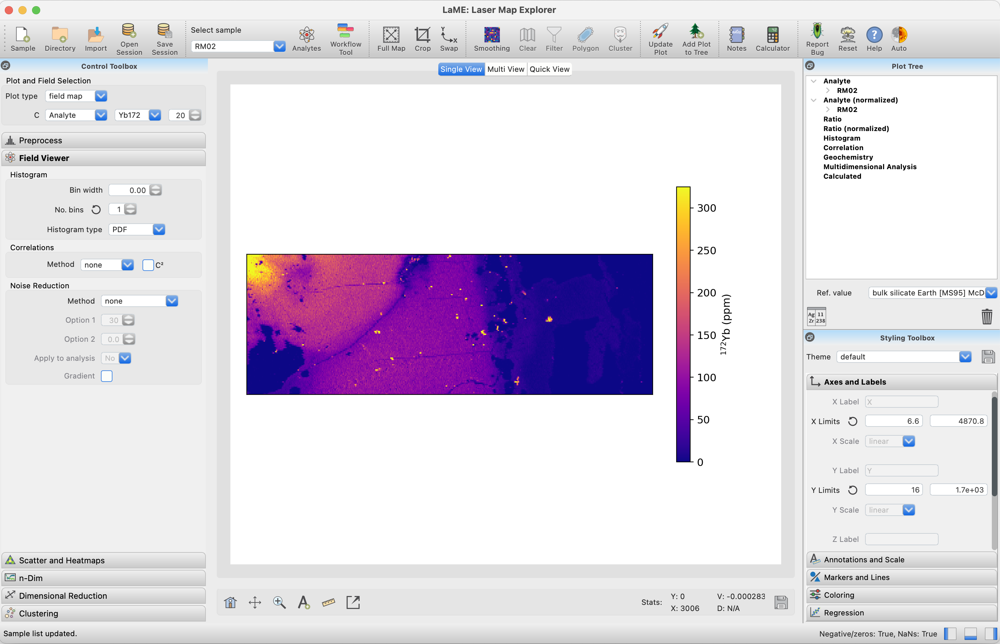 LaME: Laser Map Explorer
Sample
Directory
Import
Open Session
Save Session
Select sample
RM02
Analytes
Workflow Tool
Full Map
Crop
Y
X
Swap
Smoothing
Clear
Filter
Polygon
Cluster
Update Plot
Add Plot to Tree
notes
Notes
42
Calculator
Report Bug
Reset
?
Help
Auto
Control Toolbox
Plot and Field Selection
Plot type field map
C Analyte Yb172 20
Preprocess
Field Viewer
Histogram
Bin width 0.00
No. bins 1
Histogram type PDF
Correlations
Method none C²
Noise Reduction
Method none
Option 1 30
Option 2 0.0
Apply to analysis No
Gradient
Scatter and Heatmaps
n-Dim
Dimensional Reduction
Clustering
Single View Multi View Quick View
300
250
200
150
100
50
0
172Yb (ppm)
Stats: Y: 0 V: -0.000283
X: 3006 D: N/A
Plot Tree
Analyte
RM02
Analyte (normalized)
RM02
Ratio
Ratio (normalized)
Histogram
Correlation
Geochemistry
Multidimensional Analysis
Calculated
Ref. value bulk silicate Earth [MS95] McD
Ag 11
Zr 238
Styling Toolbox
Theme default
Axes and Labels
X Label X
X Limits 6.6 4870.8
X Scale linear
Y Label Y
Y Limits 16 1.7e+03
Y Scale linear
Z Label
Annotations and Scale
Markers and Lines
Coloring
Regression
Sample list updated.
Negative/zeros: True, NaNs: True